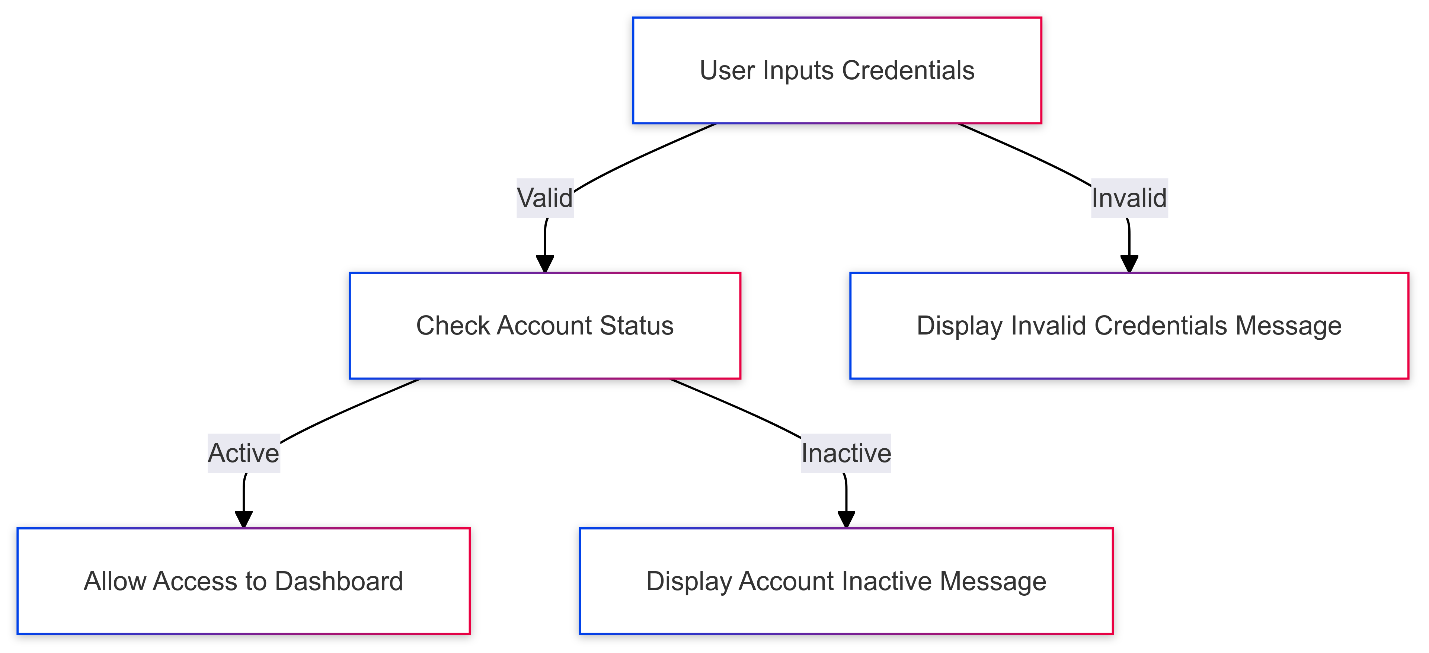 User Inputs Credentials
Valid
Invalid
Check Account Status
Display Invalid Credentials Message
Active
Inactive
Allow Access to Dashboard
Display Account Inactive Message